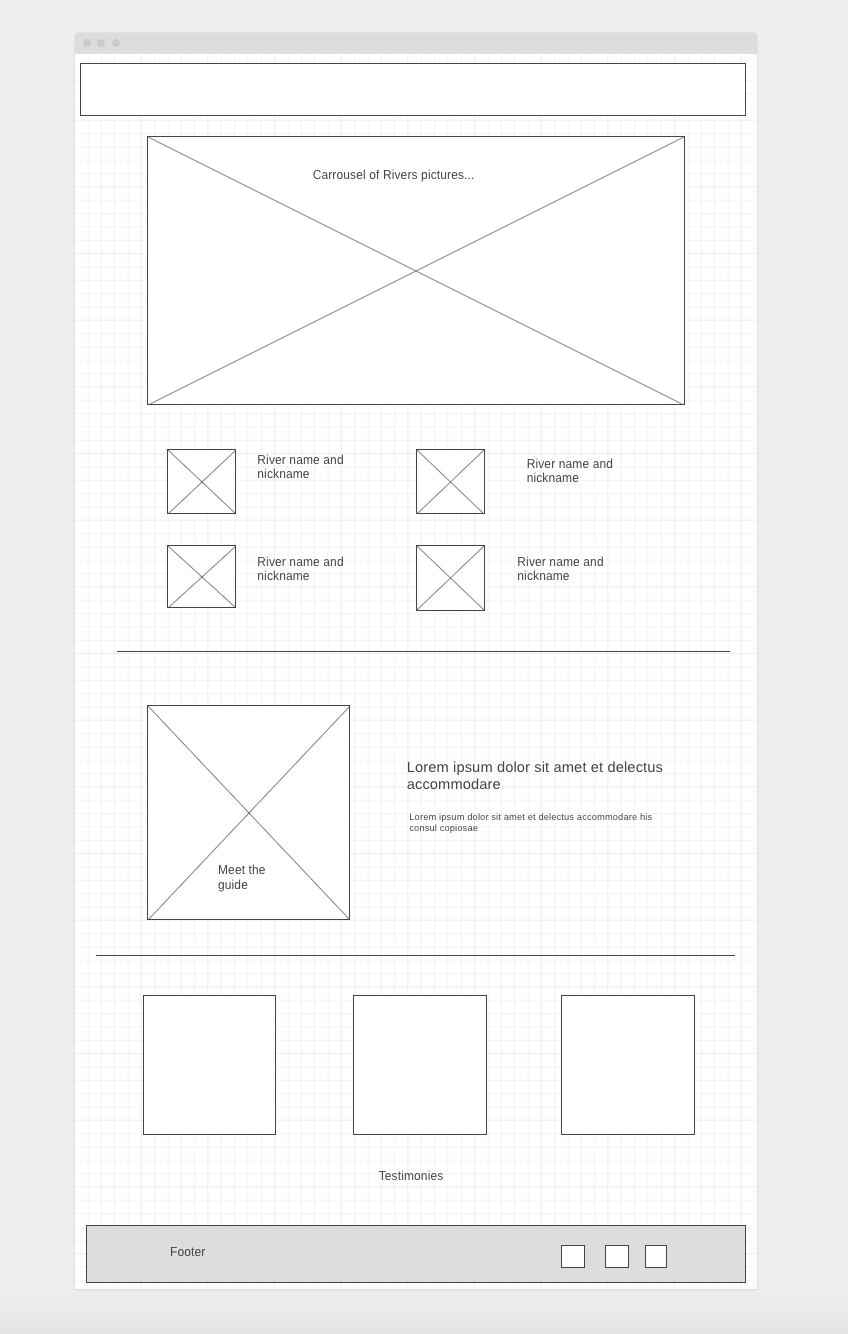 Carrousel of Rivers pictures...
River name and
nickname
River name and
nickname
River name and
nickname
River name and
nickname
Meet the
guide
Lorem ipsum dolor sit amet et delectus
accommodare
Lorem ipsum dolor sit amet et delectus accommodare his
consul copiosae
Testimonies
Footer